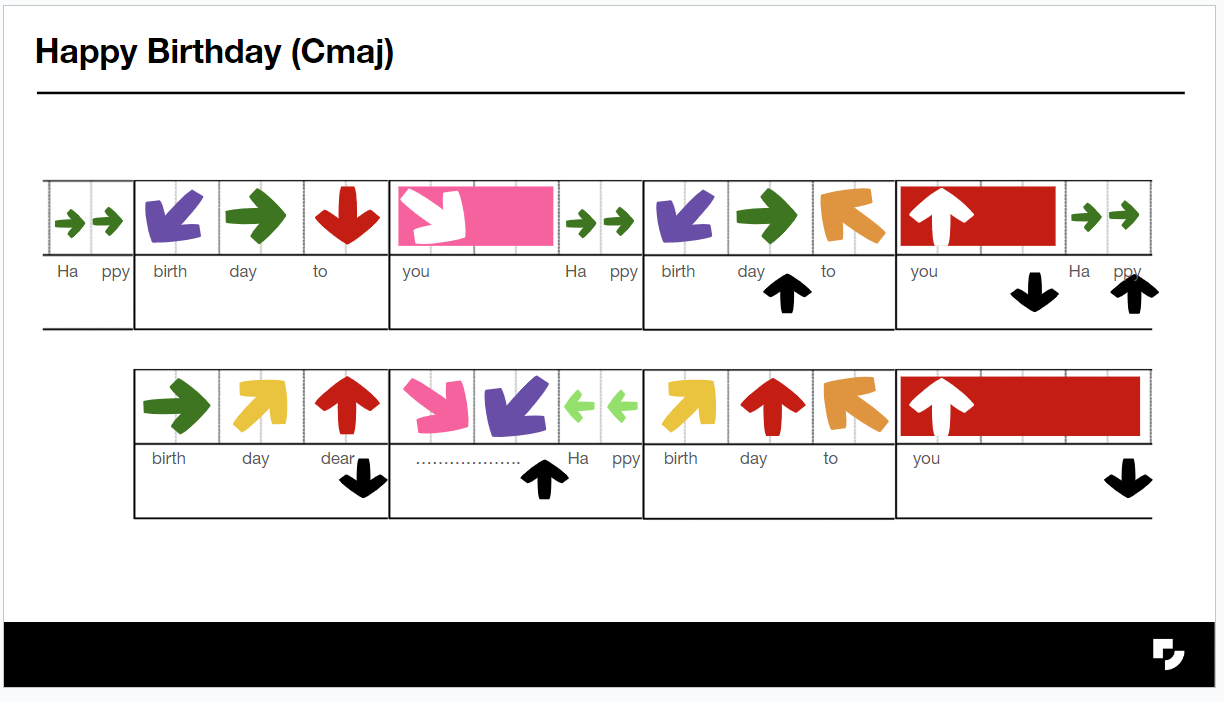 Happy Birthday (Cmaj)
Ha ppy birth day to you Ha ppy birth day to you Ha ppy
birth day dear ................... Ha ppy birth day to you